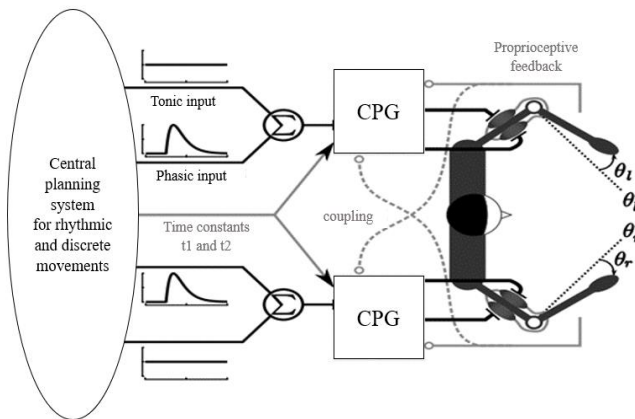 Proprioceptive
feedback
Tonic input
CPG
Σ
Phasic input
Central
planning
system
for rhythmic
and discrete
movements
Time constants
t1 and t2
coupling
θl
θr
Σ
CPG